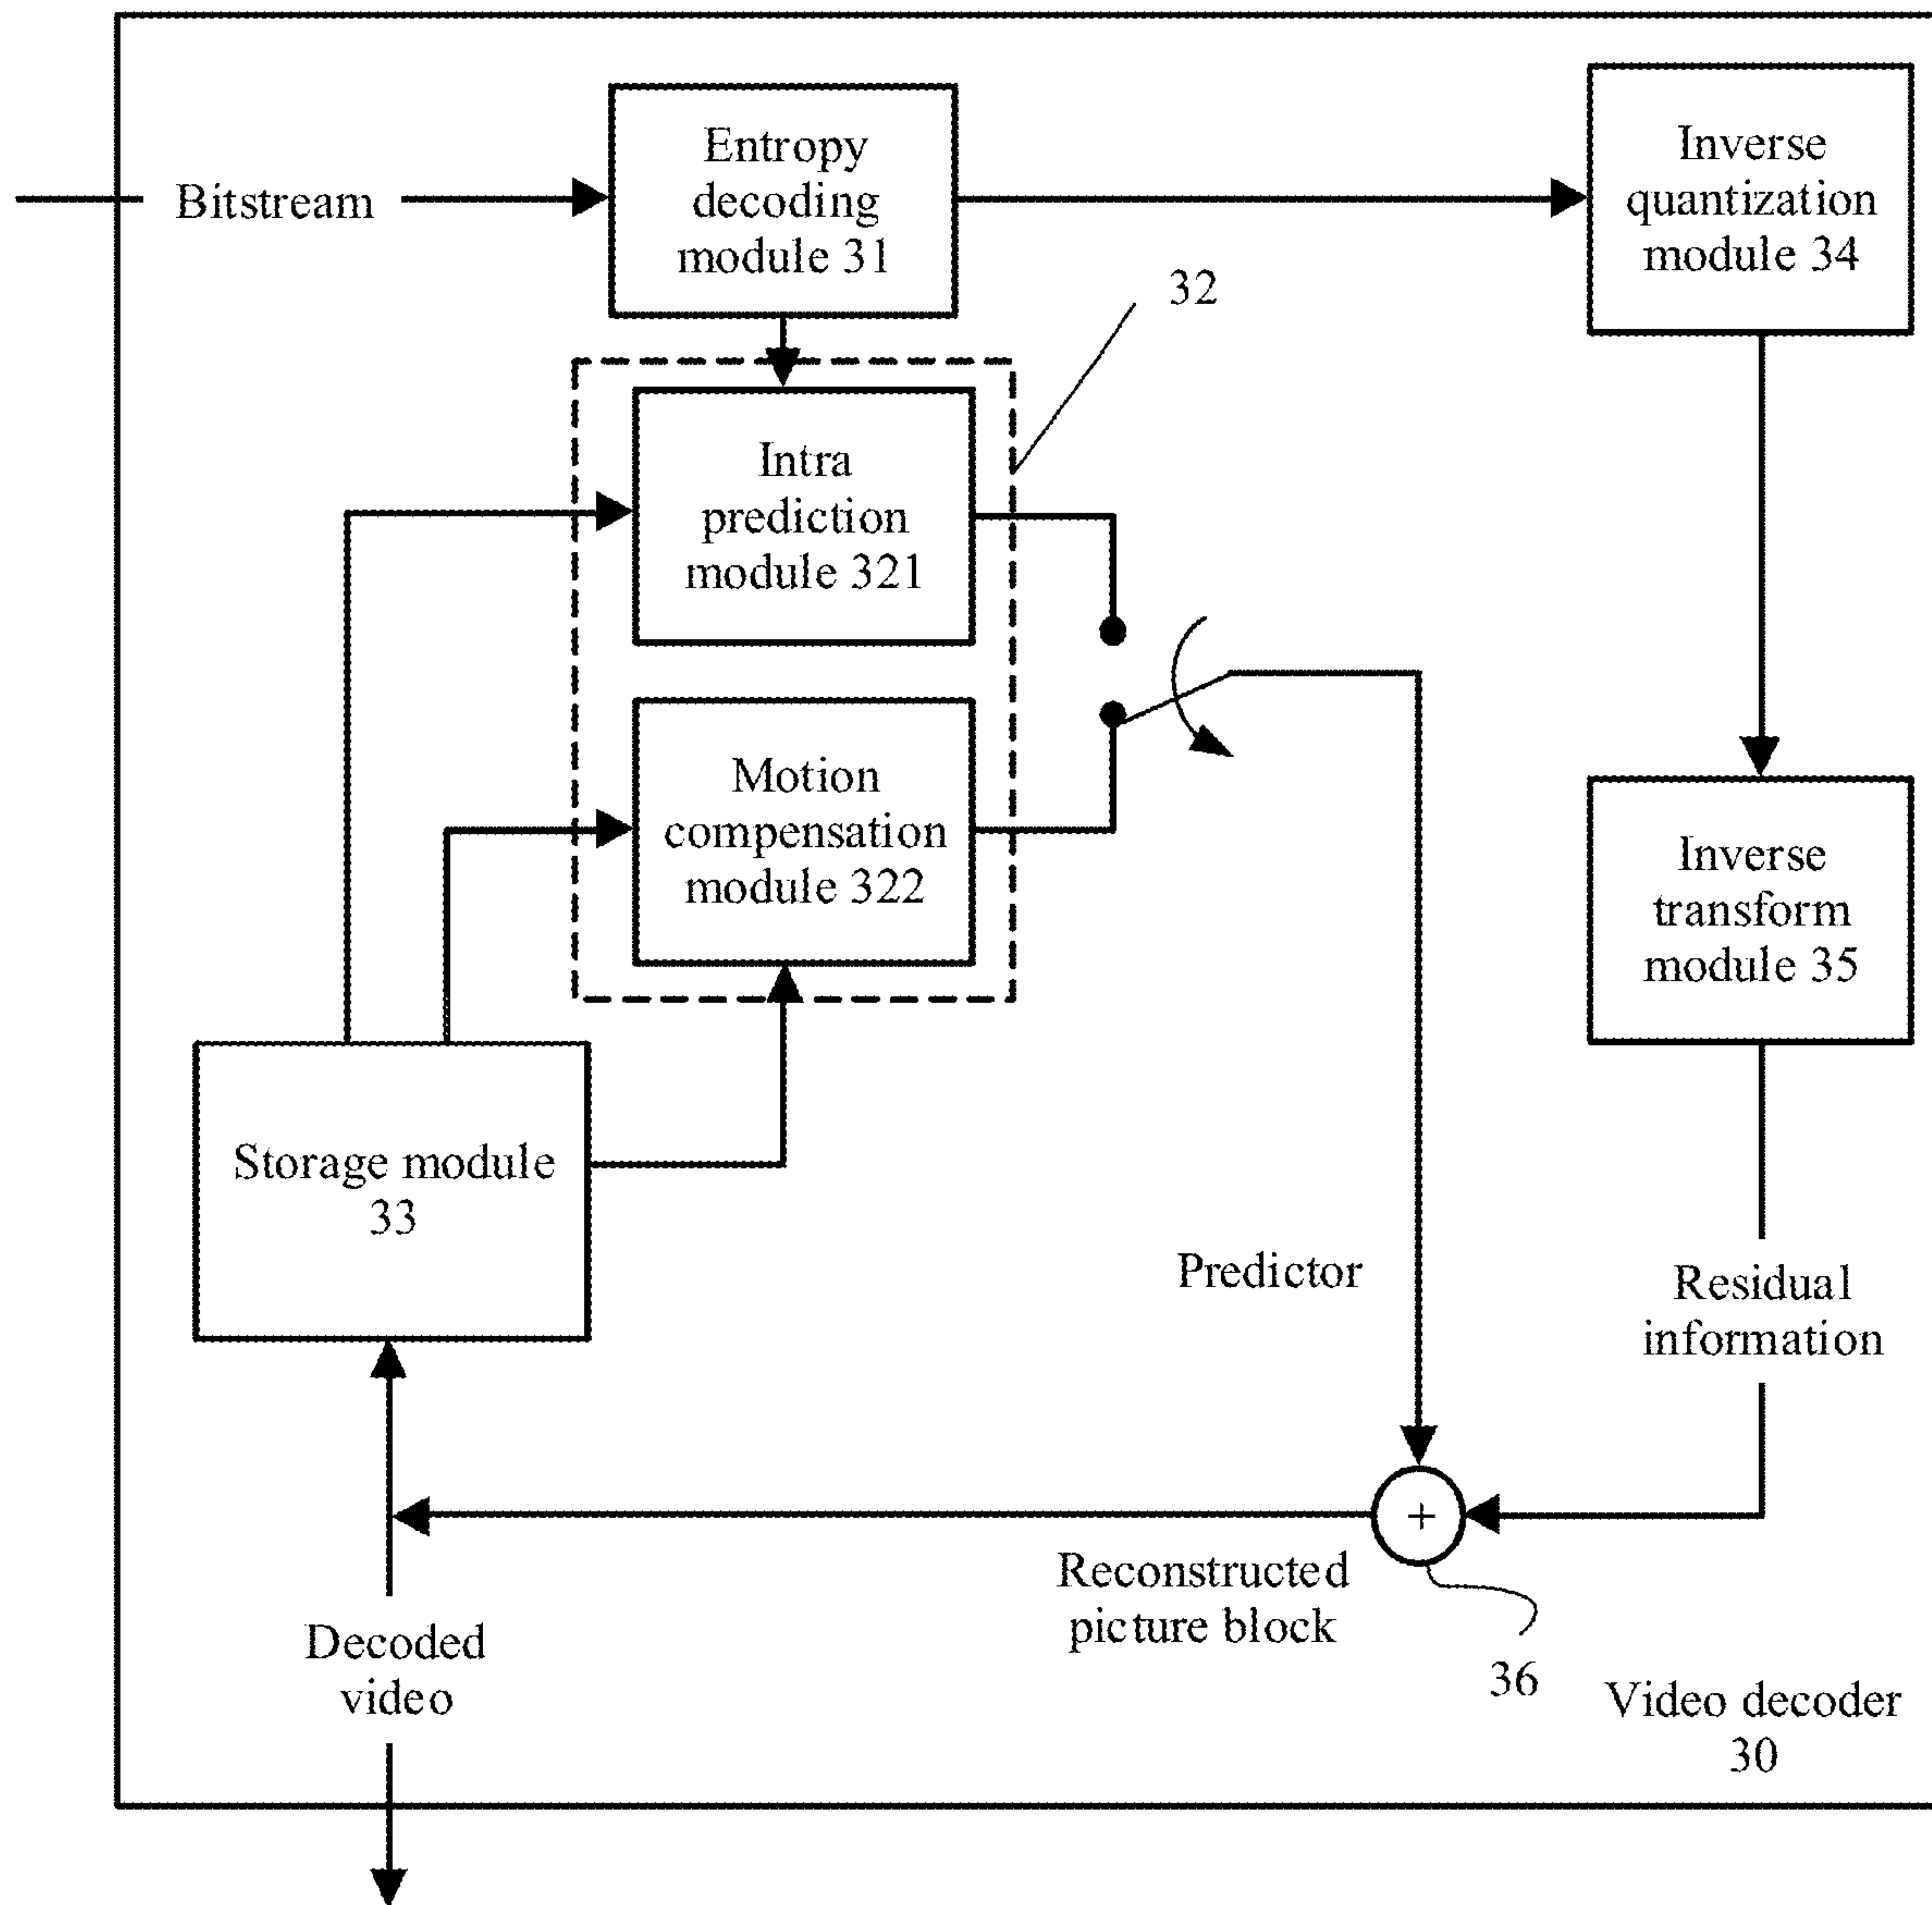 Bitstream
Entropy
decoding
module 31
Inverse
quantization
module 34
32
Intra
prediction
module 321
Motion
compensation
module 322
Inverse
transform
module 35
Storage module
33
Predictor
Residual
information
+
Reconstructed
picture block
36
Decoded
video
Video decoder
30